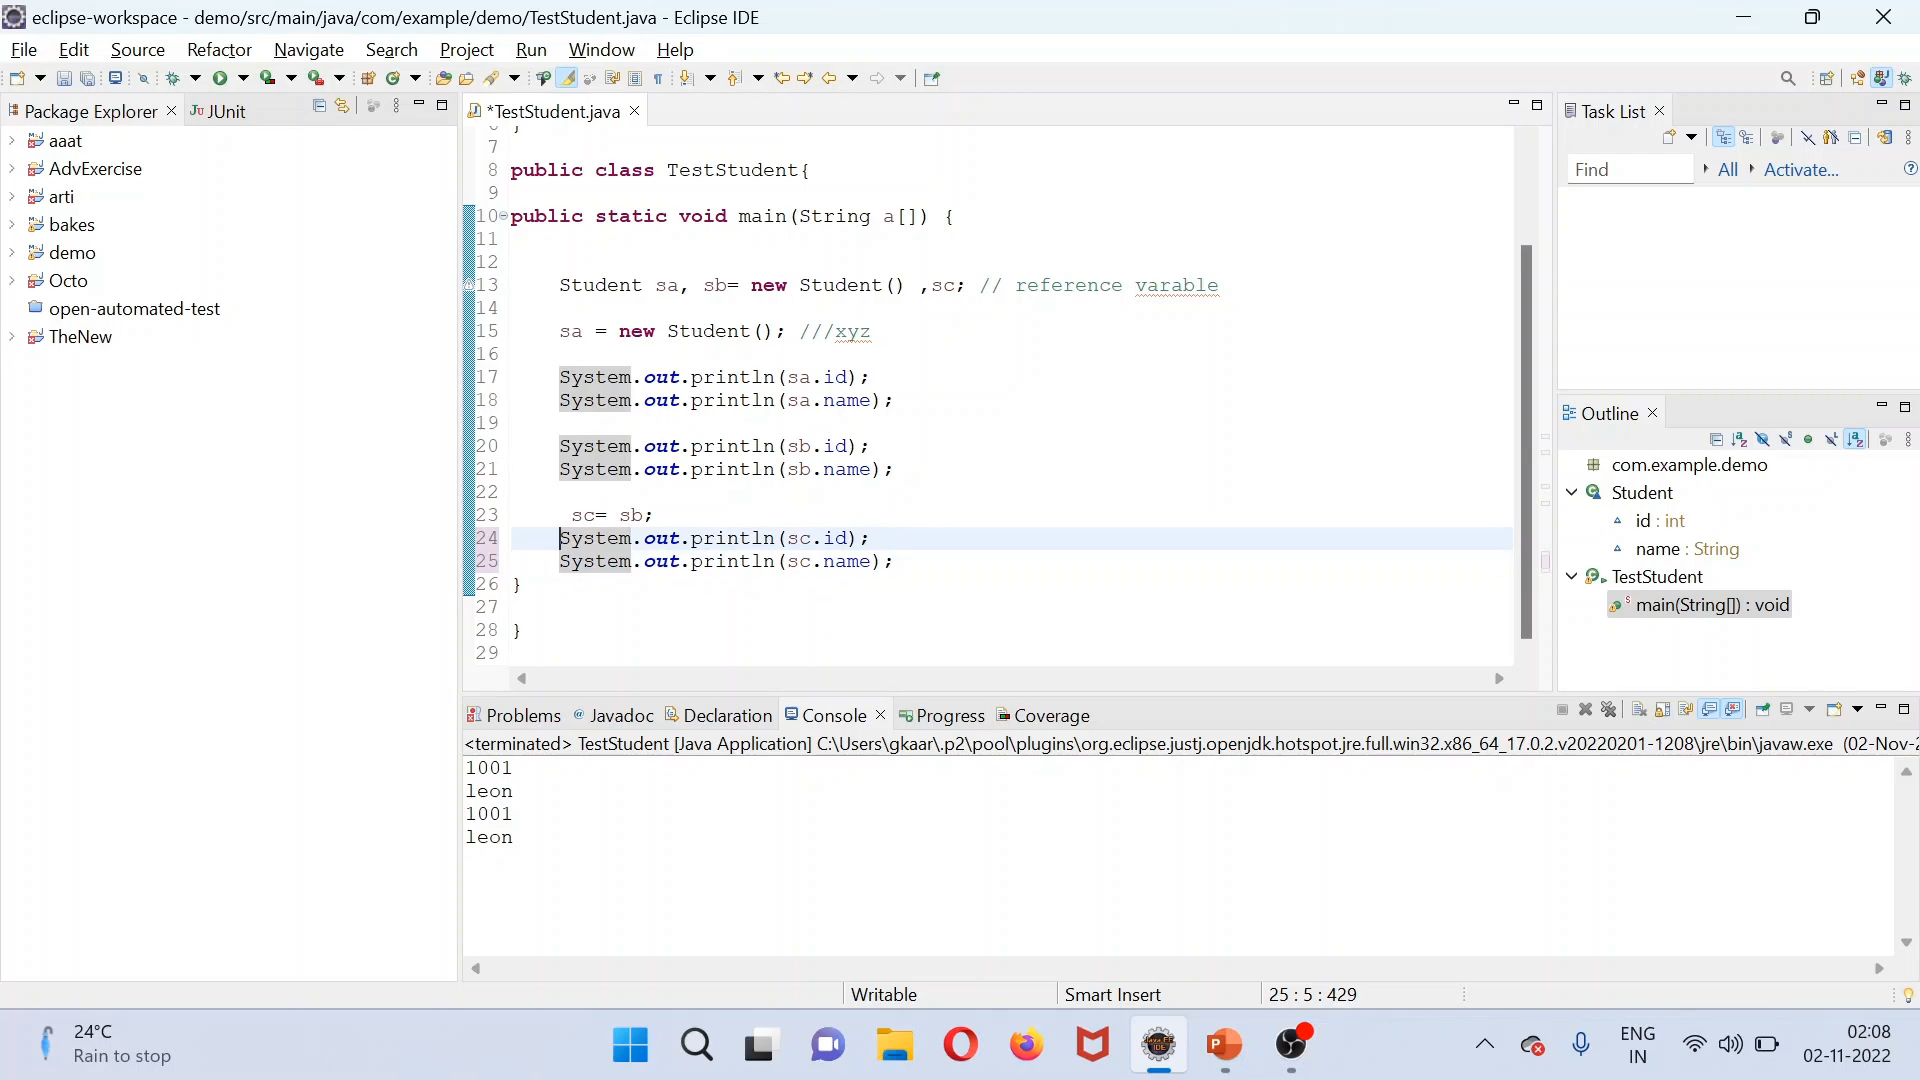 eclipse-workspace - demo/src/main/java/com/example/demo/TestStudent.java - Eclipse IDE
File Edit Source Refactor Navigate Search Project Run Window Help
Package Explorer
JUnit
aaat
AdvExercise
arti
bakes
demo
Octo
open-automated-test
TheNew
*TestStudent.java
7
8 public class TestStudent{
9
10 public static void main(String a[]) {
11
12
13 Student sa, sb= new Student() ,sc; // reference varable
14
15 sa = new Student(); ///xyz
16
17 System.out.println(sa.id);
18 System.out.println(sa.name);
19
20 System.out.println(sb.id);
21 System.out.println(sb.name);
22
23 sc= sb;
24 System.out.println(sc.id);
25 System.out.println(sc.name);
26 }
27
28 }
29
Task List
Find All Activate...
Outline
com.example.demo
Student
id : int
name : String
TestStudent
main(String[]) : void
Problems Javadoc Declaration Console Progress Coverage
<terminated> TestStudent [Java Application] C:\Users\gkaar\.p2\pool\plugins\org.eclipse.justj.openjdk.hotspot.jre.full.win32.x86_64_17.0.2.v20220201-1208\jre\bin\javaw.exe (02-Nov-2
1001
leon
1001
leon
Writable Smart Insert 25 : 5 : 429
24°C
Rain to stop
ENG
IN
02:08
02-11-2022